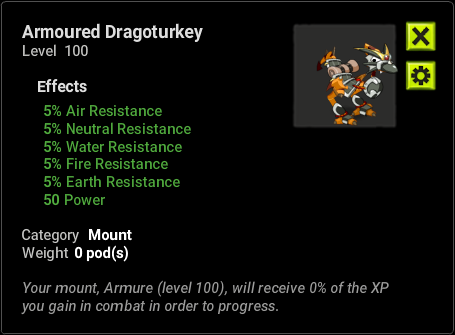 Armoured Dragoturkey
Level 100
Effects
5% Air Resistance
5% Neutral Resistance
5% Water Resistance
5% Fire Resistance
5% Earth Resistance
50 Power
Category Mount
Weight 0 pod(s)
Your mount, Armure (level 100), will receive 0% of the XP
you gain in combat in order to progress.